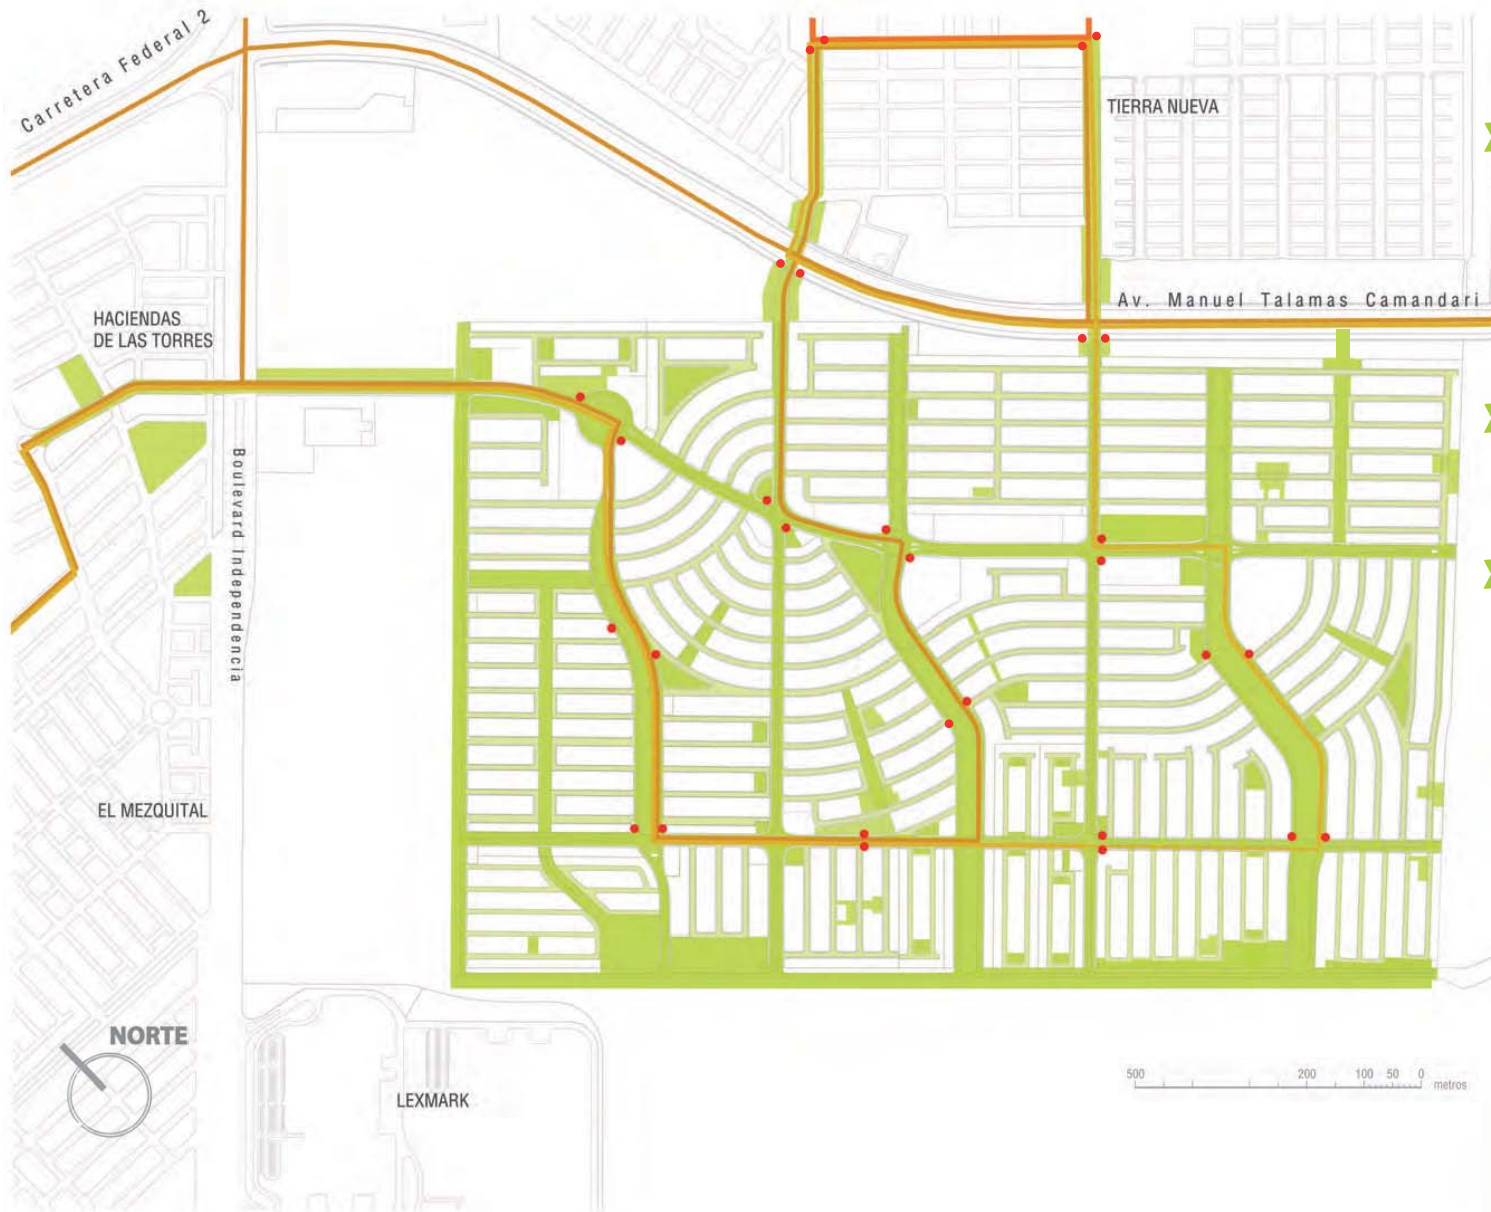 Carretera Federal 2
TIERRA NUEVA
Av. Manuel Talamas Camandari
HACIENDAS
DE LAS TORRES
Boulevard Independencia
EL MEZQUITAL
NORTE
LEXMARK
500 200 100 50 0
metros